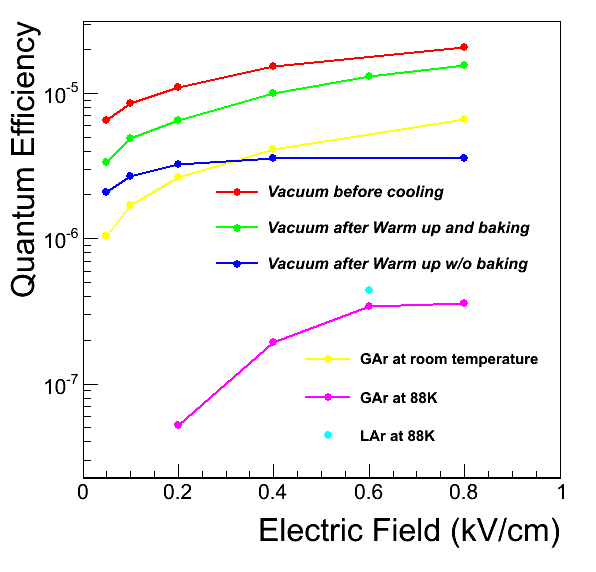 Quantum Efficiency
10-5
10-6
10-7
Vacuum before cooling
Vacuum after Warm up and baking
Vacuum after Warm up w/o baking
GAr at room temperature
GAr at 88K
LAr at 88K
0 0.2 0.4 0.6 0.8 1
Electric Field (kV/cm)